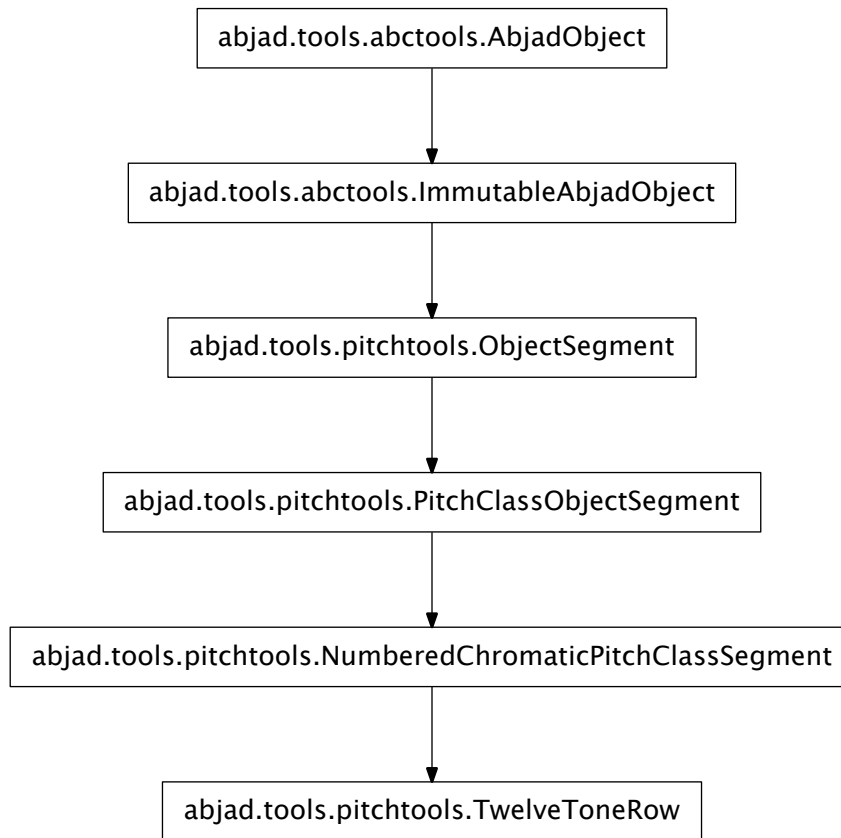 abjad.tools.abctools.AbjadObject
abjad.tools.abctools.ImmutableAbjadObject
abjad.tools.pitchtools.ObjectSegment
abjad.tools.pitchtools.PitchClassObjectSegment
abjad.tools.pitchtools.NumberedChromaticPitchClassSegment
abjad.tools.pitchtools.TwelveToneRow